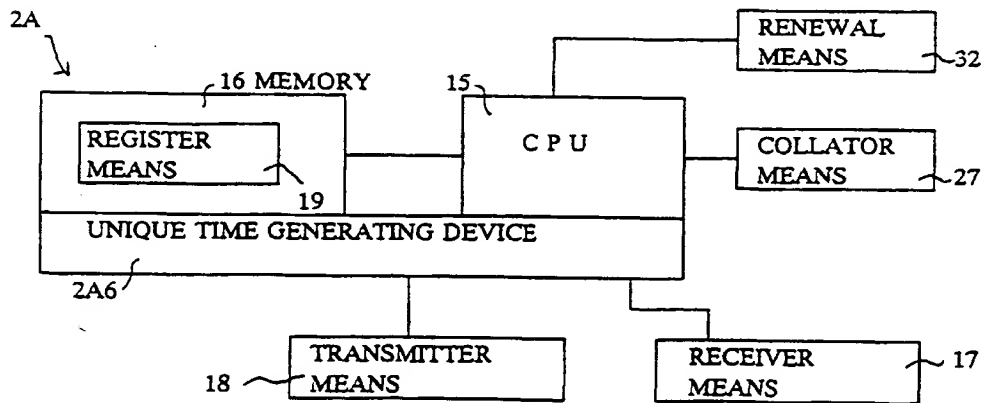 2A
RENEWAL
MEANS
32
16 MEMORY
15
CPU
REGISTER
MEANS
19
COLLATOR
MEANS
27
UNIQUE TIME GENERATING DEVICE
2A6
TRANSMITTER
MEANS
18
RECEIVER
MEANS
17